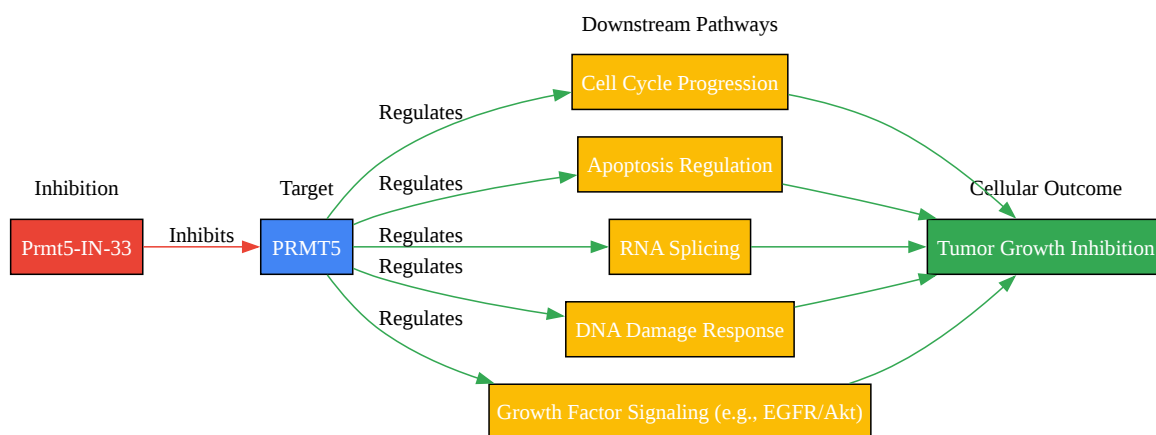 Downstream Pathways
Cell Cycle Progression
Regulates
Apoptosis Regulation
Inhibition
Target
Regulates
Cellular Outcome
Prmt5-IN-33
Inhibits
PRMT5
Regulates
RNA Splicing
Tumor Growth Inhibition
Regulates
DNA Damage Response
Regulates
Growth Factor Signaling (e.g., EGFR/Akt)